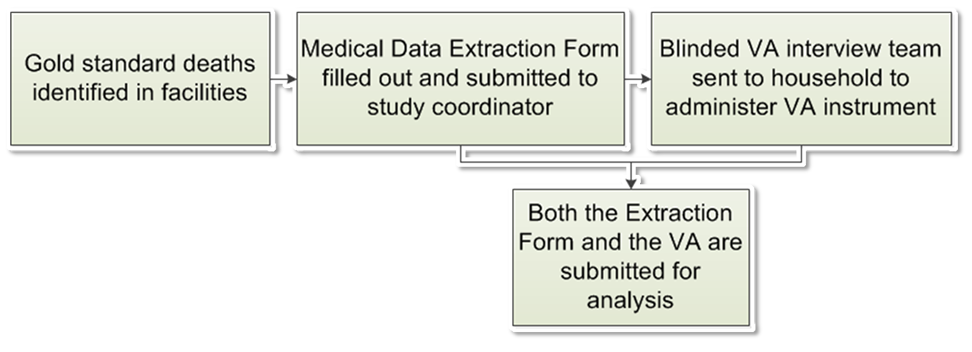 Gold standard deaths
identified in facilities
Medical Data Extraction Form
filled out and submitted to
study coordinator
Blinded VA interview team
sent to household to
administer VA instrument
Both the Extraction
Form and the VA are
submitted for
analysis